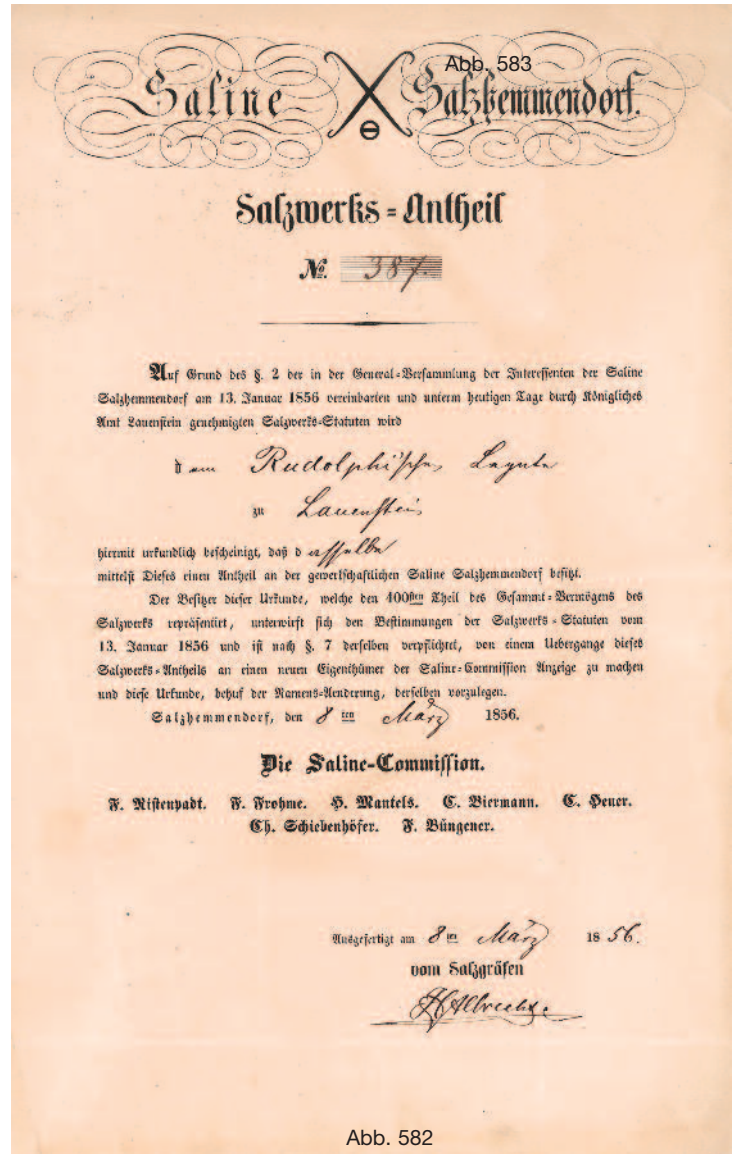 Abb. 583
Saline Salzhemmendorf.
Salzwerks=Antheil
No. 387.
Auf Grund des §. 2 der in der General=Versammlung der Interessenten der Saline
Salzhemmendorf am 13. Januar 1856 vereinbarten und unterm heutigen Tage durch Königliches
Amt Lauenstein genehmigten Salzwerks=Statuten wird
dem Rudolphi'schen Legate
zu Lauenstein
hiermit urkundlich bescheinigt, daß dasselbe
mittelst Dieses einen Antheil an der gewerkschaftlichen Saline Salzhemmendorf besitzt.
Der Besitzer dieser Urkunde, welche den 400sten Theil des Gesammt=Vermögens des
Salzwerks repräsentirt, unterwirft sich den Bestimmungen der Salzwerks=Statuten vom
13. Januar 1856 und ist nach §. 7 derselben verpflichtet, von einem Uebergange dieses
Salzwerks=Antheils an einen neuen Eigenthümer der Saline=Commission Anzeige zu machen
und diese Urkunde, behuf der Namens=Aenderung, derselben vorzulegen.
Salzhemmendorf, den 8ten März 1856.
Die Saline=Commission.
F. Ristenpadt. F. Frohme. H. Mantels. C. Biermann. C. Heuer.
Ch. Schiebenhöfer. F. Büngener.
Ausgefertigt am 8ten März 1856.
vom Salzgräfen
HAlbrecht.
Abb. 582